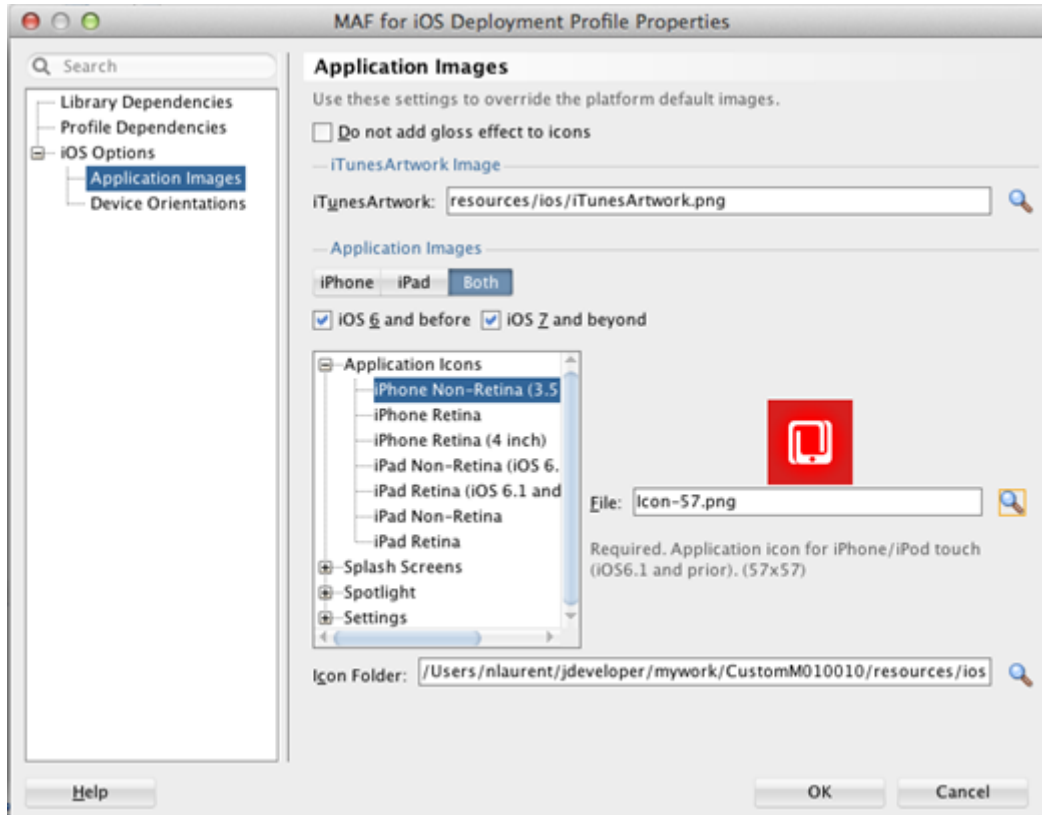 MAF for iOS Deployment Profile Properties
Search
Library Dependencies
Profile Dependencies
iOS Options
Application Images
Device Orientations
Application Images
Use these settings to override the platform default images.
Do not add gloss effect to icons
iTunesArtwork Image
iTunesArtwork: resources/ios/iTunesArtwork.png
Application Images
iPhone iPad Both
iOS 6 and before iOS 7 and beyond
Application Icons
iPhone Non-Retina (3.5
iPhone Retina
iPhone Retina (4 inch)
iPad Non-Retina (iOS 6.
iPad Retina (iOS 6.1 and
iPad Non-Retina
iPad Retina
Splash Screens
Spotlight
Settings
File: Icon-57.png
Required. Application icon for iPhone/iPod touch
(iOS6.1 and prior). (57x57)
Icon Folder: /Users/nlaurent/jdeveloper/mywork/CustomM010010/resources/ios
Help OK Cancel